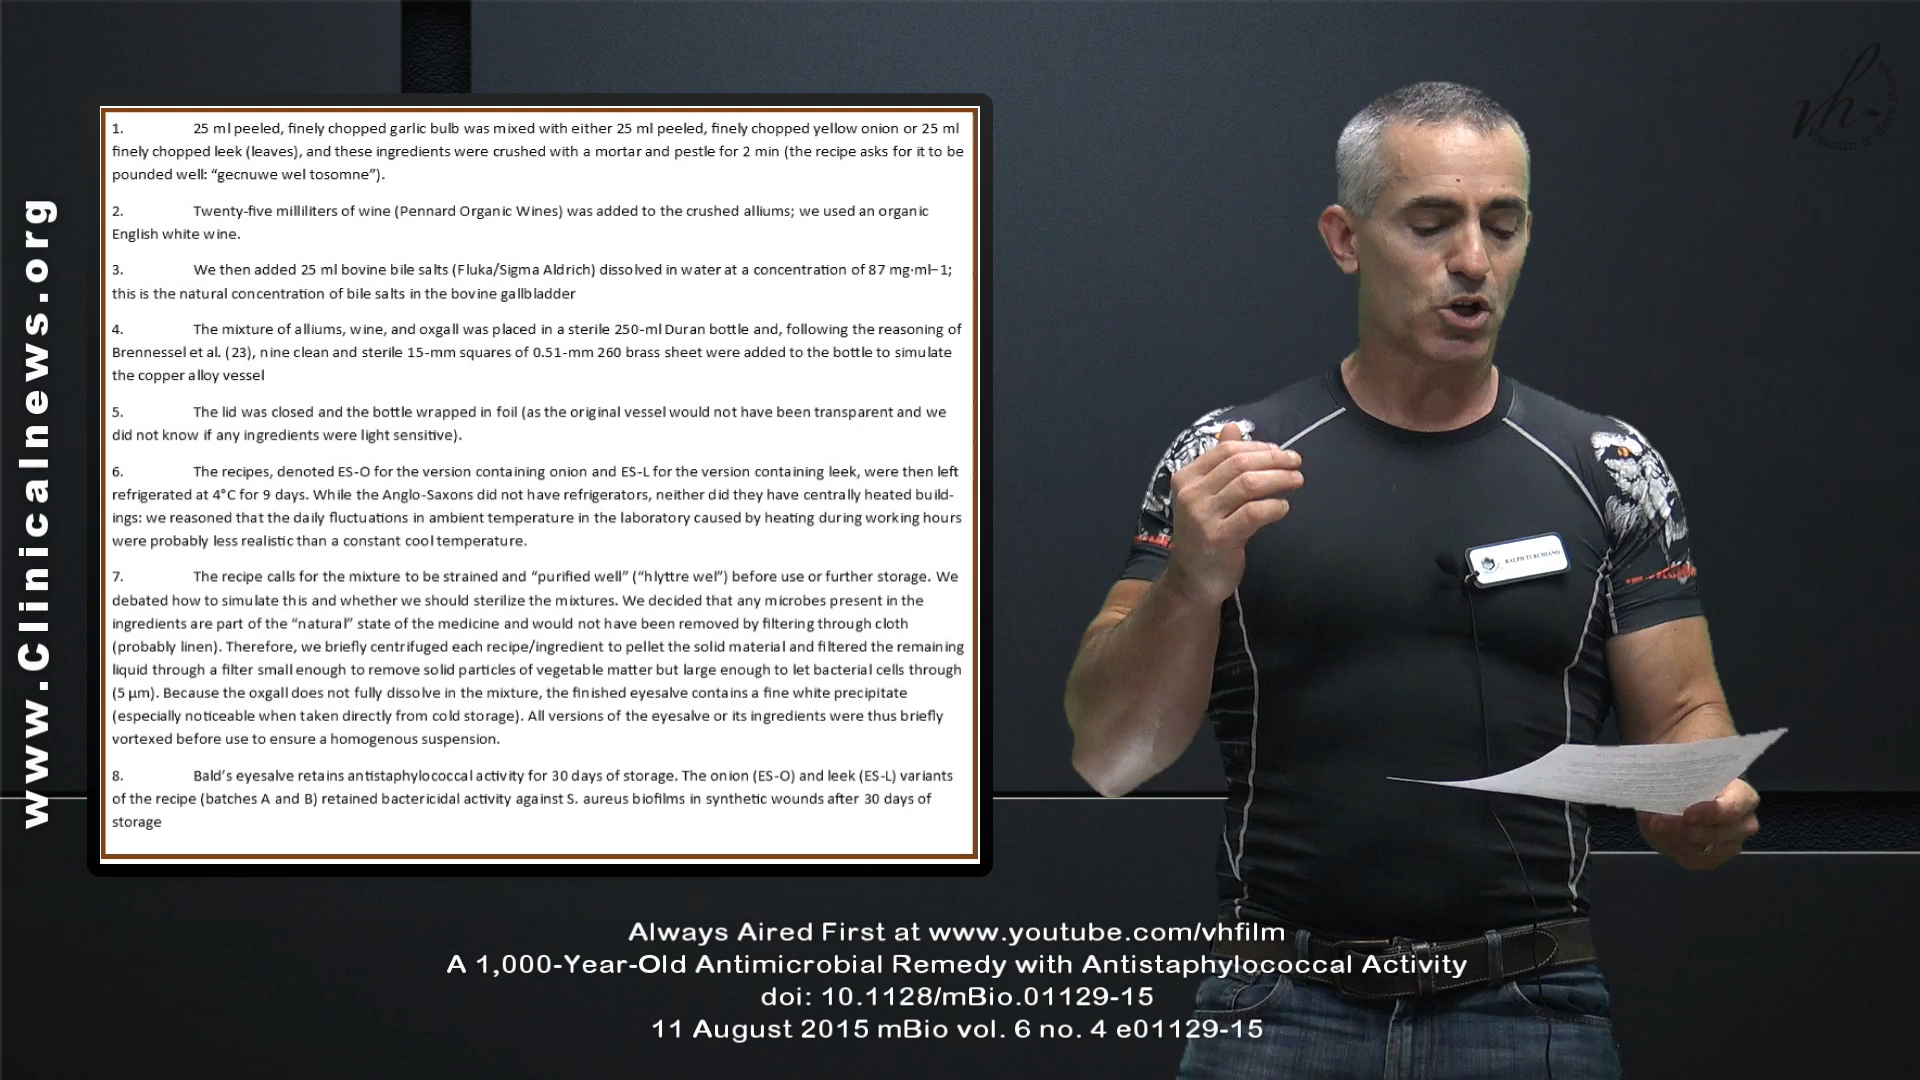 www.Clinicalnews.org
1. 25 ml peeled, finely chopped garlic bulb was mixed with either 25 ml peeled, finely chopped yellow onion or 25 ml
finely chopped leek (leaves), and these ingredients were crushed with a mortar and pestle for 2 min (the recipe asks for it to be
pounded well: “gecnuwe wel tosomne”).
2. Twenty-five milliliters of wine (Pennard Organic Wines) was added to the crushed alliums; we used an organic
English white wine.
3. We then added 25 ml bovine bile salts (Fluka/Sigma Aldrich) dissolved in water at a concentration of 87 mg·ml−1;
this is the natural concentration of bile salts in the bovine gallbladder
4. The mixture of alliums, wine, and oxgall was placed in a sterile 250-ml Duran bottle and, following the reasoning of
Brennessel et al. (23), nine clean and sterile 15-mm squares of 0.51-mm 260 brass sheet were added to the bottle to simulate
the copper alloy vessel
5. The lid was closed and the bottle wrapped in foil (as the original vessel would not have been transparent and we
did not know if any ingredients were light sensitive).
6. The recipes, denoted ES-O for the version containing onion and ES-L for the version containing leek, were then left
refrigerated at 4°C for 9 days. While the Anglo-Saxons did not have refrigerators, neither did they have centrally heated build-
ings: we reasoned that the daily fluctuations in ambient temperature in the laboratory caused by heating during working hours
were probably less realistic than a constant cool temperature.
7. The recipe calls for the mixture to be strained and “purified well” (“hlyttre wel”) before use or further storage. We
debated how to simulate this and whether we should sterilize the mixtures. We decided that any microbes present in the
ingredients are part of the “natural” state of the medicine and would not have been removed by filtering through cloth
(probably linen). Therefore, we briefly centrifuged each recipe/ingredient to pellet the solid material and filtered the remaining
liquid through a filter small enough to remove solid particles of vegetable matter but large enough to let bacterial cells through
(5 µm). Because the oxgall does not fully dissolve in the mixture, the finished eyesalve contains a fine white precipitate
(especially noticeable when taken directly from cold storage). All versions of the eyesalve or its ingredients were thus briefly
vortexed before use to ensure a homogenous suspension.
8. Bald’s eyesalve retains antistaphylococcal activity for 30 days of storage. The onion (ES-O) and leek (ES-L) variants
of the recipe (batches A and B) retained bactericidal activity against S. aureus biofilms in synthetic wounds after 30 days of
storage
vh
RALPH TURCHIANO
Always Aired First at www.youtube.com/vhfilm
A 1,000-Year-Old Antimicrobial Remedy with Antistaphylococcal Activity
doi: 10.1128/mBio.01129-15
11 August 2015 mBio vol. 6 no. 4 e01129-15